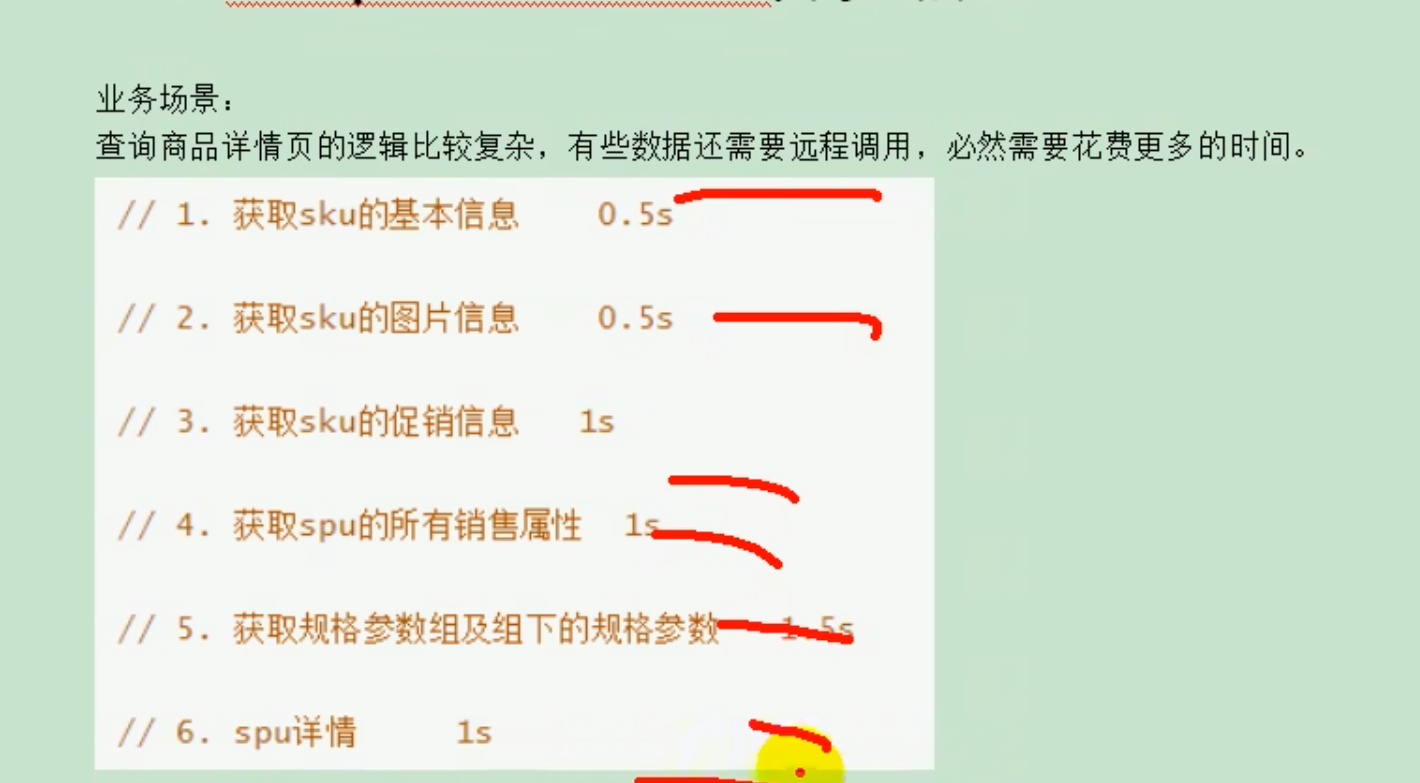 业务场景：
查询商品详情页的逻辑比较复杂，有些数据还需要远程调用，必然需要花费更多的时间。
// 1. 获取sku的基本信息 0.5s
// 2. 获取sku的图片信息 0.5s
// 3. 获取sku的促销信息 1s
// 4. 获取spu的所有销售属性 1s
// 5. 获取规格参数组及组下的规格参数 1.5s
// 6. spu详情 1s